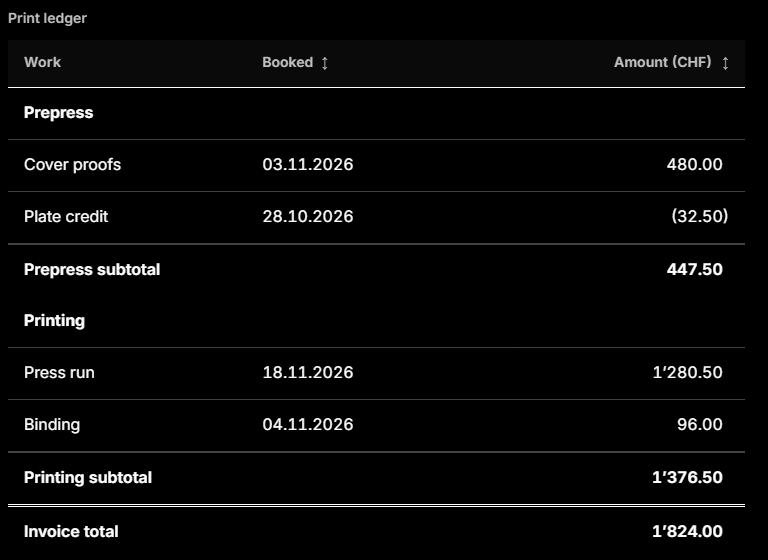 Print ledger
Work Booked ↕ Amount (CHF) ↕
Prepress
Cover proofs 03.11.2026 480.00
Plate credit 28.10.2026 (32.50)
Prepress subtotal 447.50
Printing
Press run 18.11.2026 1’280.50
Binding 04.11.2026 96.00
Printing subtotal 1’376.50
Invoice total 1’824.00